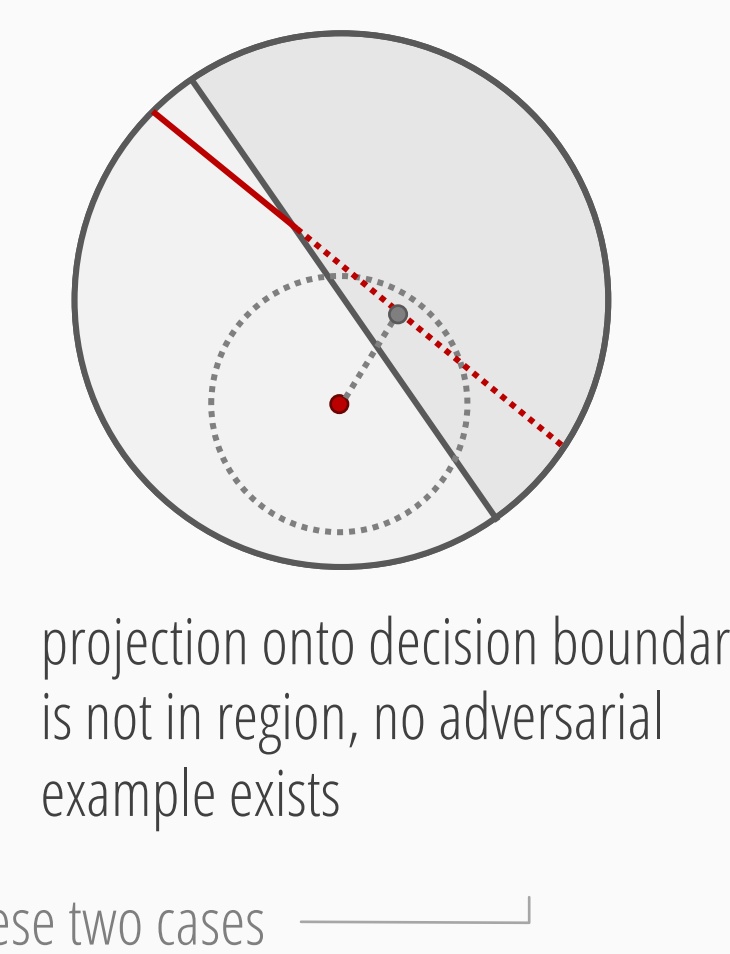 projection onto decision boundar
is not in region, no adversarial
example exists
ese two cases